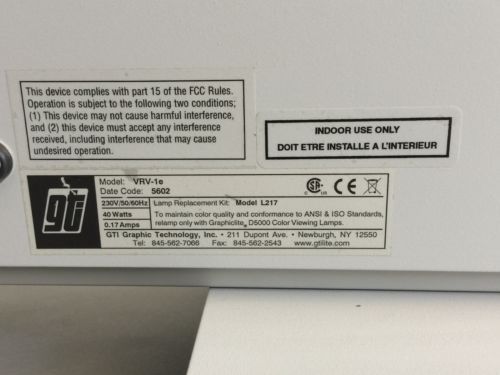 This device complies with part 15 of the FCC Rules.
Operation is subject to the following two conditions;
(1) This device may not cause harmful interference,
and (2) this device must accept any interference
received, including interference that may cause
undesired operation.
INDOOR USE ONLY
DOIT ETRE INSTALLE A L'INTERIEUR
gti
Model: VRV-1e
Date Code: 5602
230V/50/60Hz
40 Watts
0.17 Amps
Lamp Replacement Kit: Model L217
To maintain color quality and conformance to ANSI & ISO Standards,
relamp only with Graphiclite® D5000 Color Viewing Lamps.
GTI Graphic Technology, Inc. • 211 Dupont Ave. • Newburgh, NY 12550
Tel: 845-562-7066 Fax: 845-562-2543 www.gtilite.com